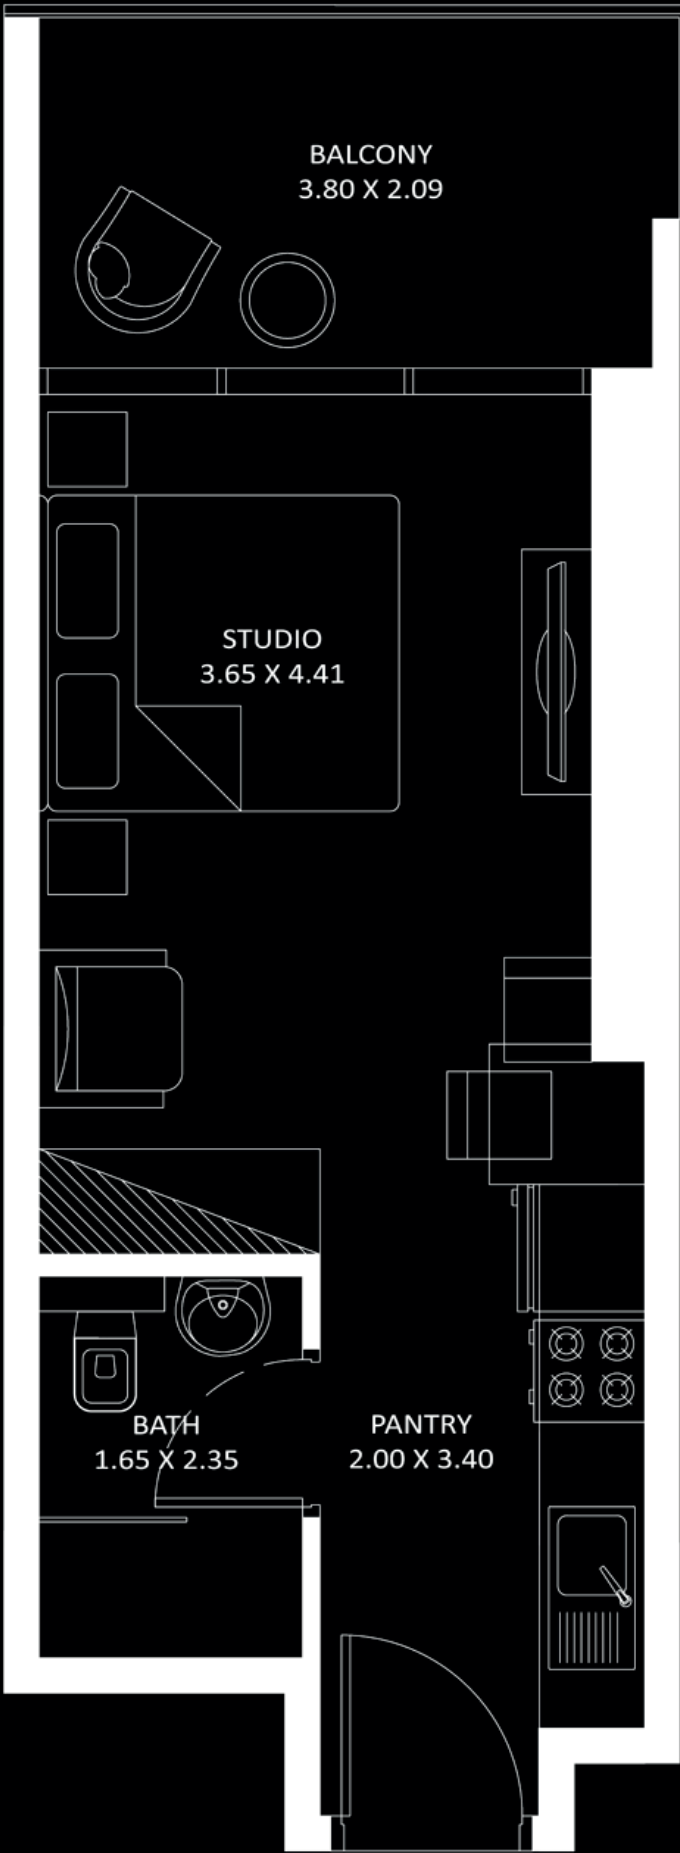 BALCONY
3.80 X 2.09
STUDIO
3.65 X 4.41
BATH
1.65 X 2.35
PANTRY
2.00 X 3.40